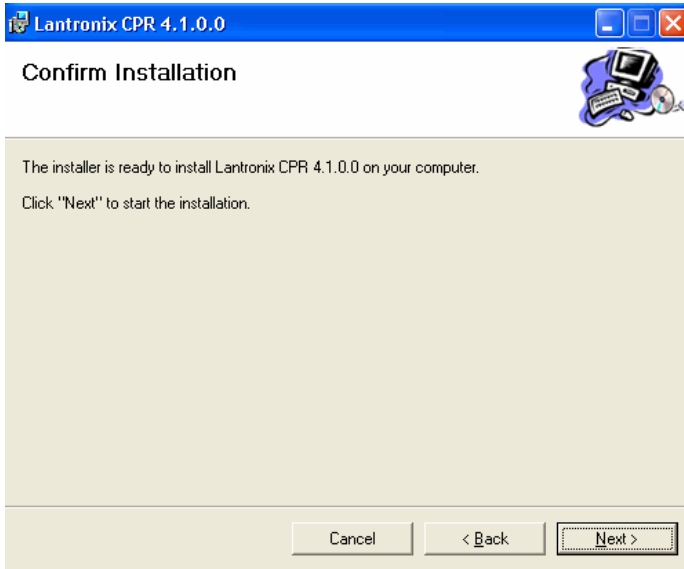 Lantronix CPR 4.1.0.0
Confirm Installation
The installer is ready to install Lantronix CPR 4.1.0.0 on your computer.
Click "Next" to start the installation.
Cancel
< Back
Next >